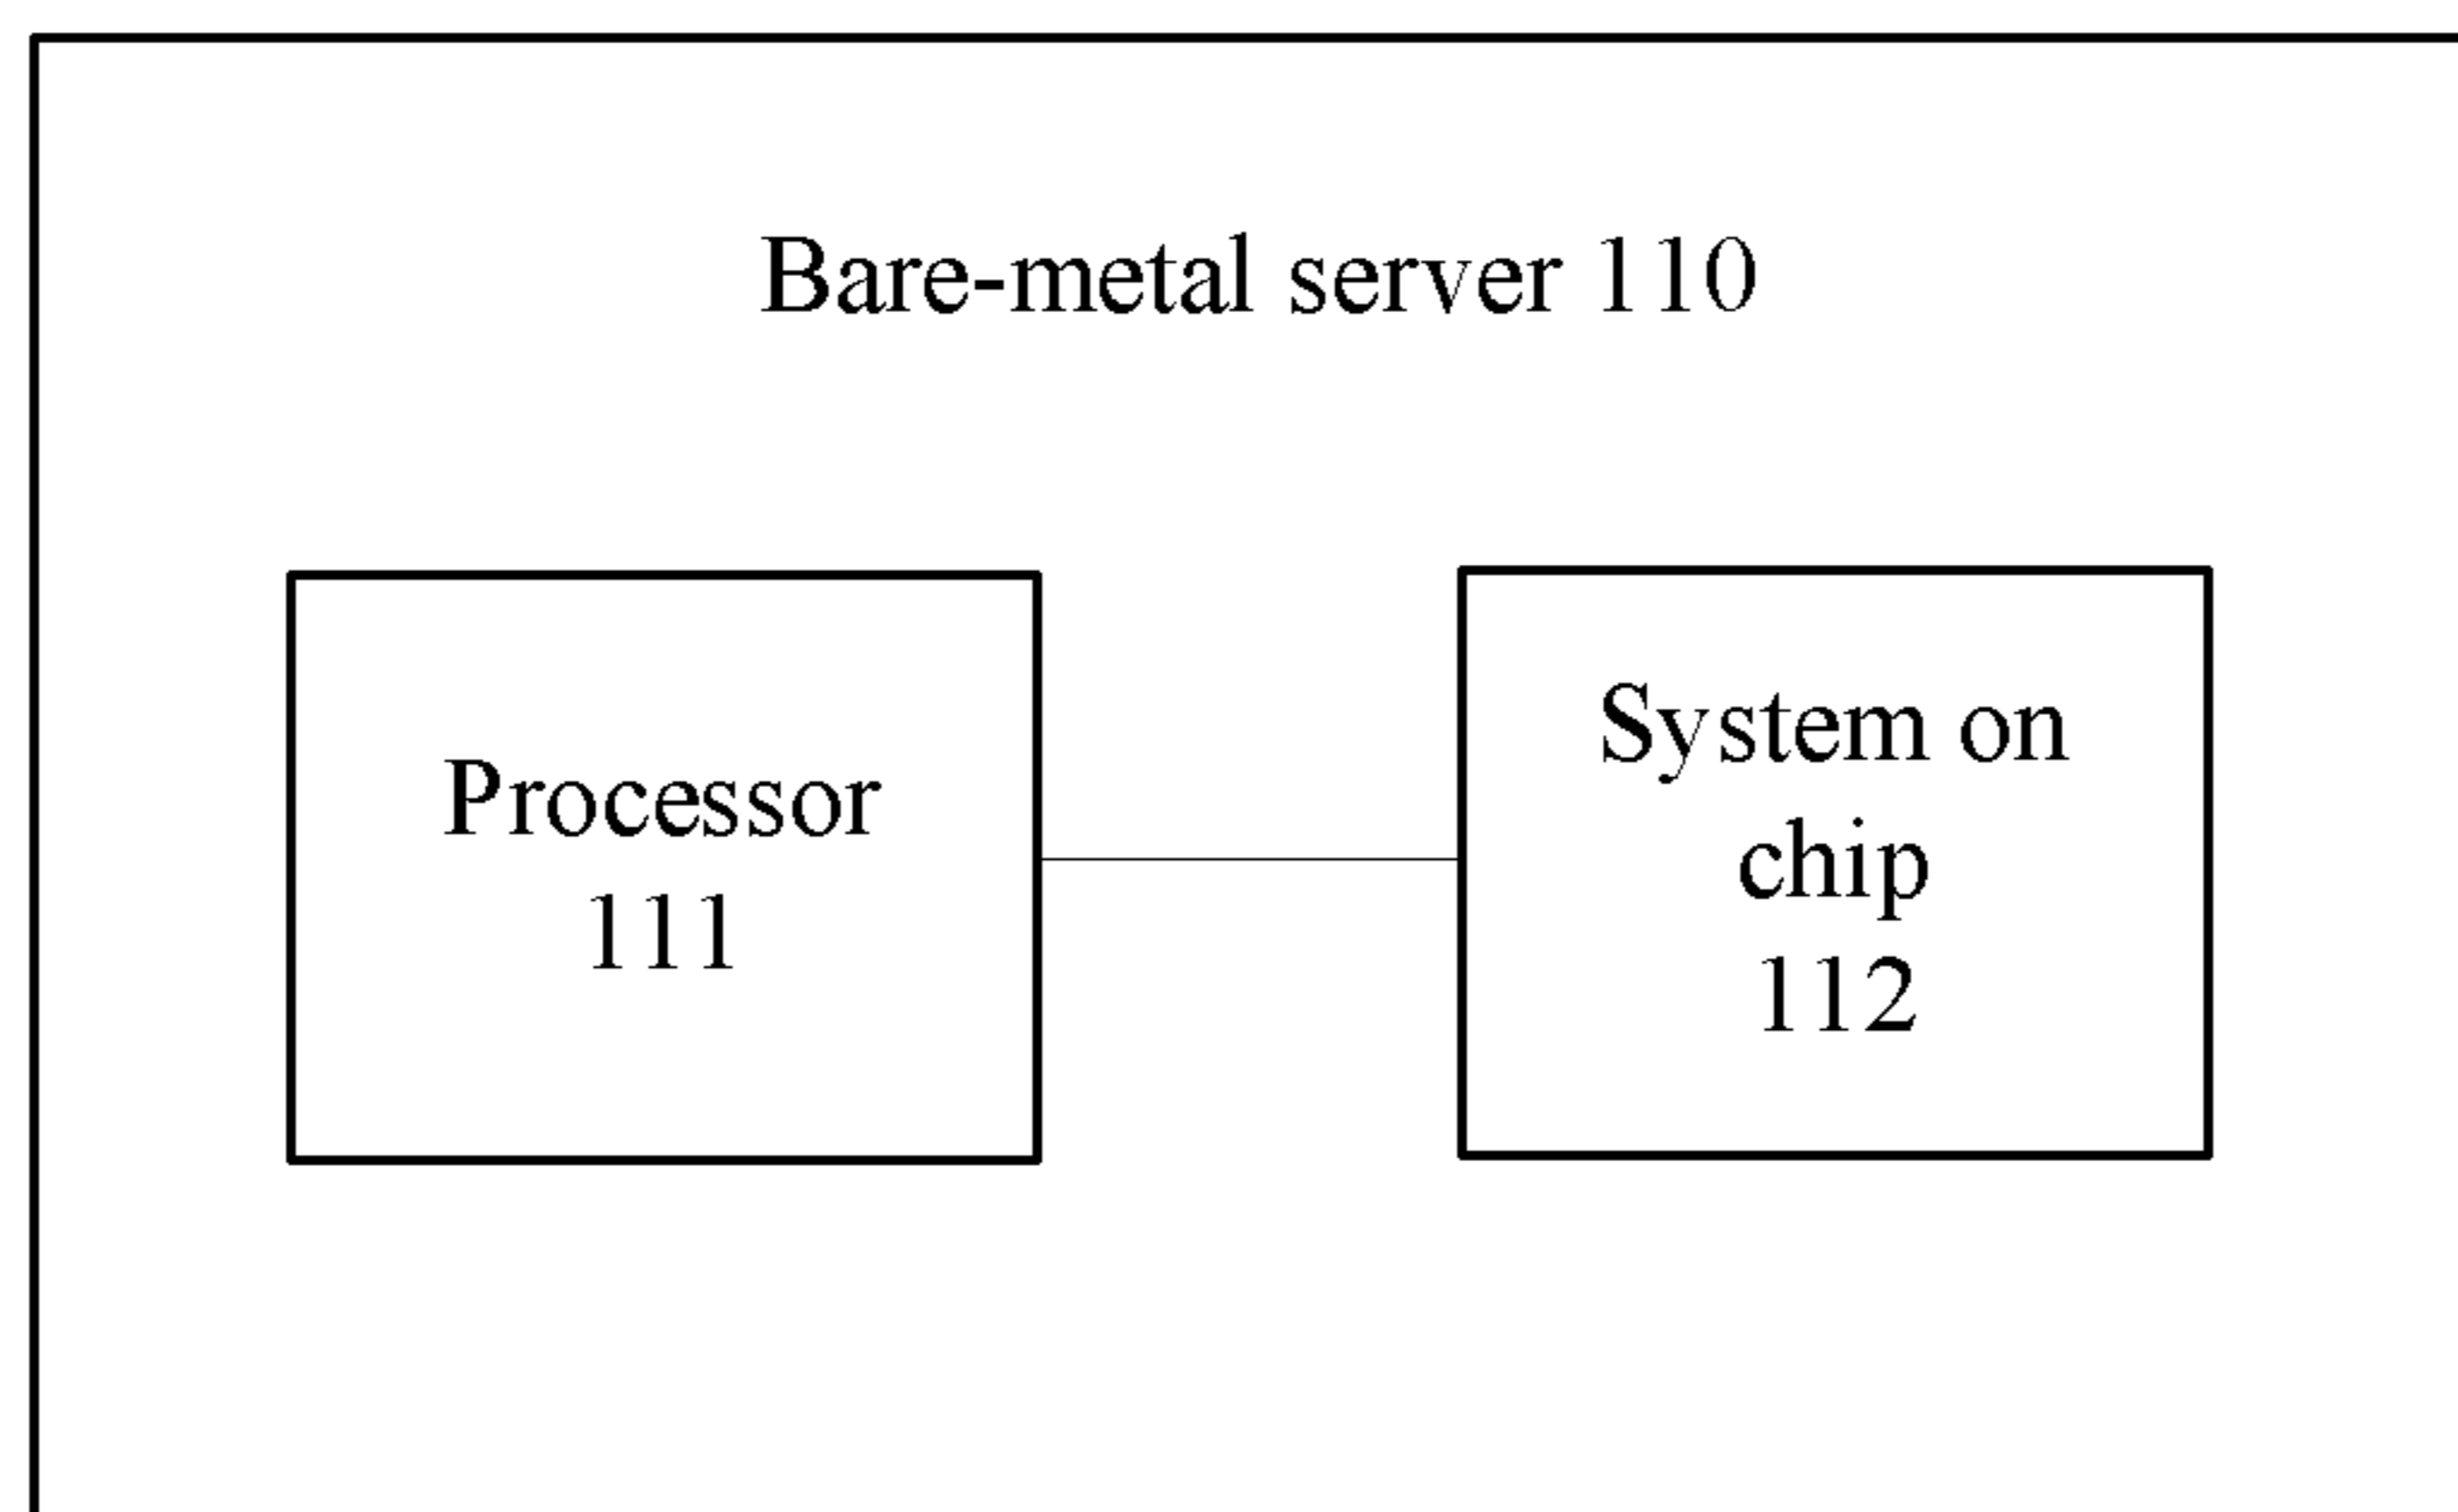 Bare-metal server 110
Processor
111
System on
chip
112